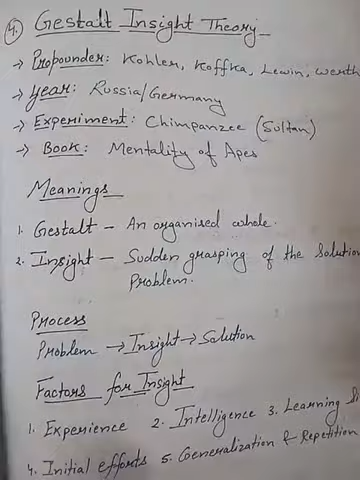 4. Gestalt Insight Theory
→ Propounder: Kohler, Koffka, Lewin, Werth
→ Year: Russia/Germany
→ Experiment: Chimpanzee (Sultan)
→ Book: Mentality of Apes
Meanings
1. Gestalt - An organised whole.
2. Insight - Sudden grasping of the Solution
Problem.
Process
Problem → Insight → Solution
Factors for Insight
1. Experience 2. Intelligence 3. Learning Si
4. Initial efforts 5. Generalization & Repetition